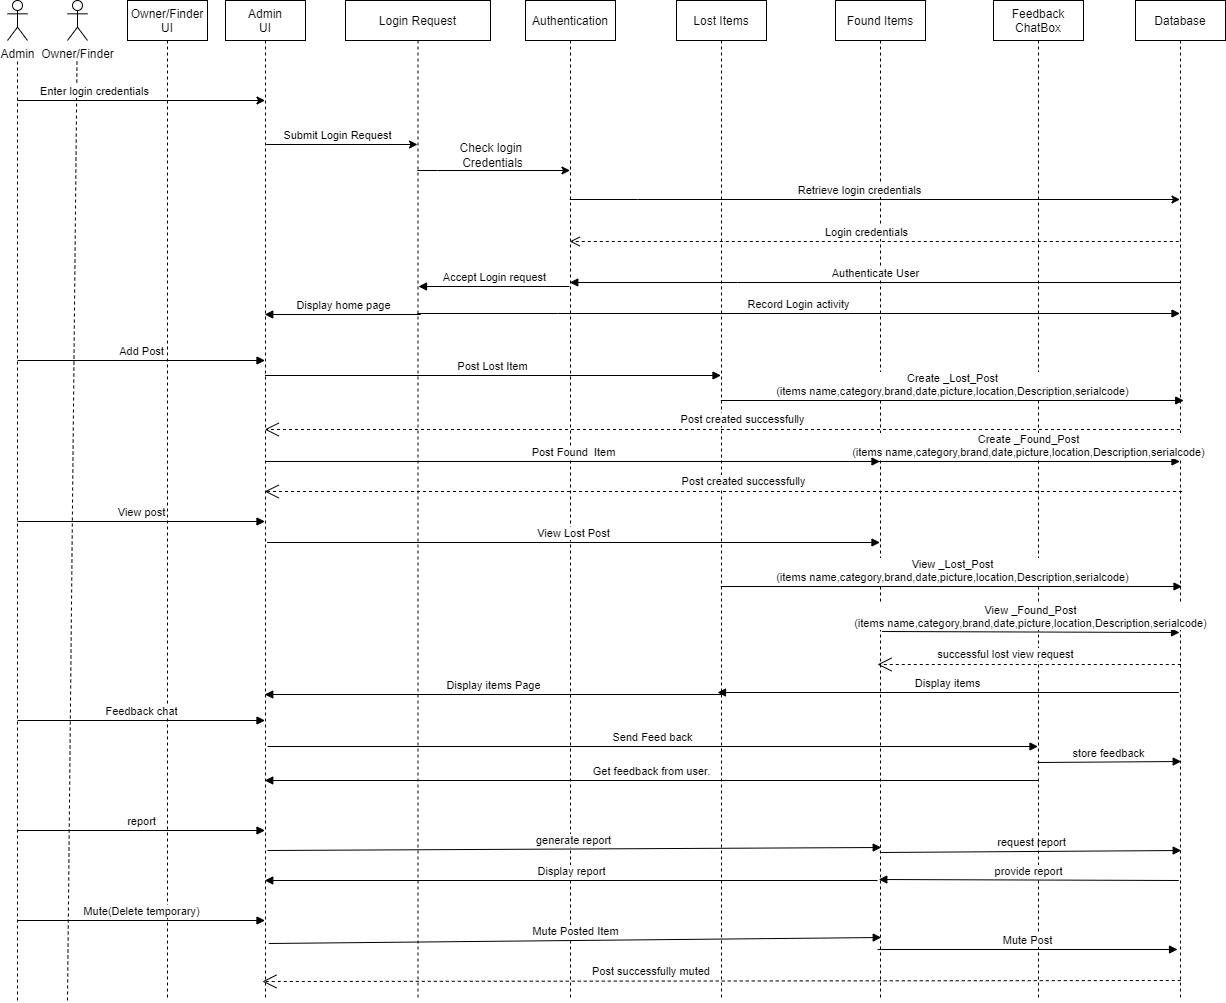 Admin
Owner/Finder
Owner/Finder
UI
Admin
UI
Login Request
Authentication
Lost Items
Found Items
Feedback
ChatBox
Database
Enter login credentials
Submit Login Request
Check login
Credentials
Retrieve login credentials
Login credentials
Authenticate User
Accept Login request
Display home page
Record Login activity
Add Post
Post Lost Item
Create _Lost_Post
(items name,category,brand,date,picture,location,Description,serialcode)
Post created successfully
Create _Found_Post
Post Found  Item
(items name,category,brand,date,picture,location,Description,serialcode)
Post created successfully
View post
View Lost Post
View _Lost_Post
(items name,category,brand,date,picture,location,Description,serialcode)
View _Found_Post
(items name,category,brand,date,picture,location,Description,serialcode)
successful lost view request
Display items Page
Display items
Feedback chat
Send Feed back
store feedback
Get feedback from user.
report
generate report
request report
Display report
provide report
Mute(Delete temporary)
Mute Posted Item
Mute Post
Post successfully muted